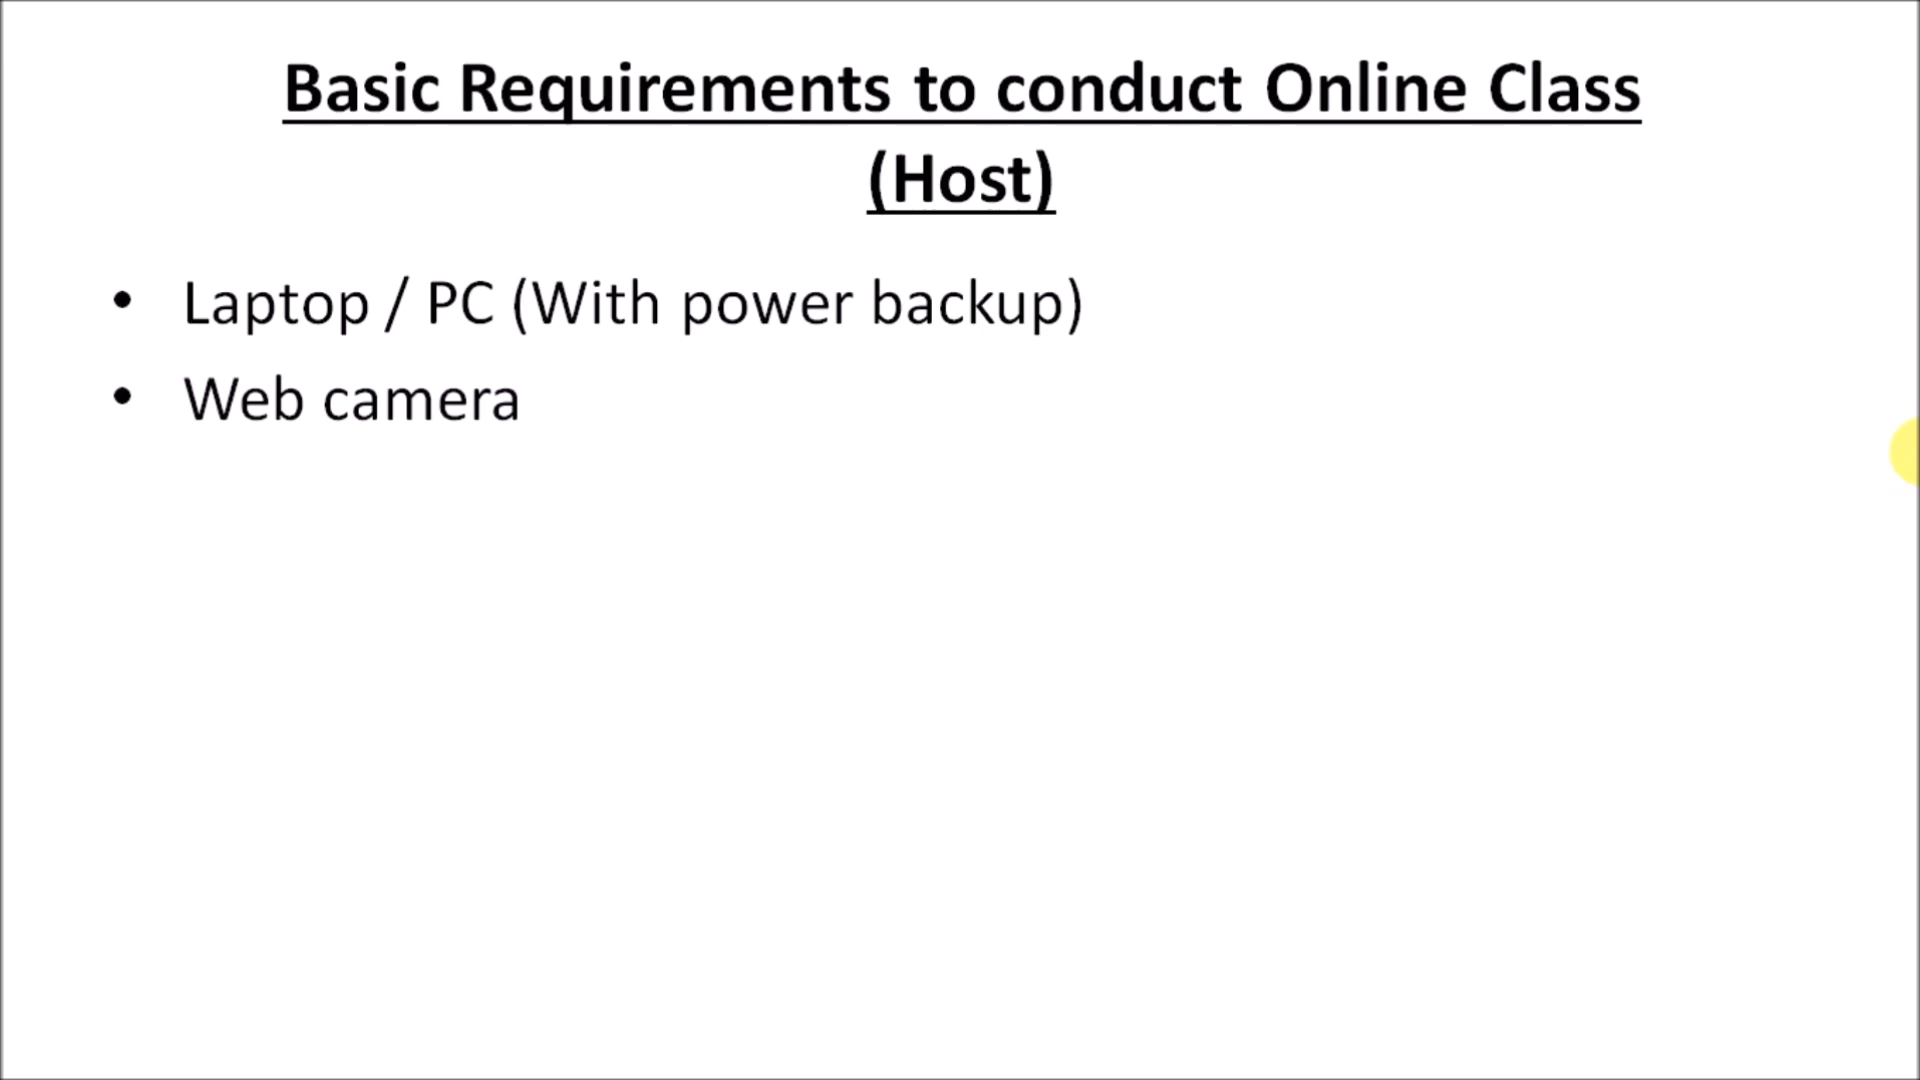 Basic Requirements to conduct Online Class
(Host)
• Laptop / PC (With power backup)
• Web camera